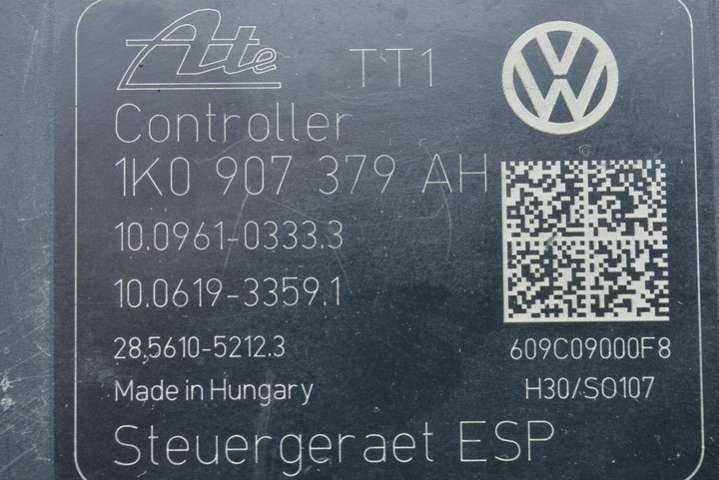 Ate TT1
Controller
1K0 907 379 AH
10.0961-0333.3
10.0619-3359.1
28.5610-5212.3 609C09000F8
Made in Hungary H30/SO107
Steuergeraet ESP